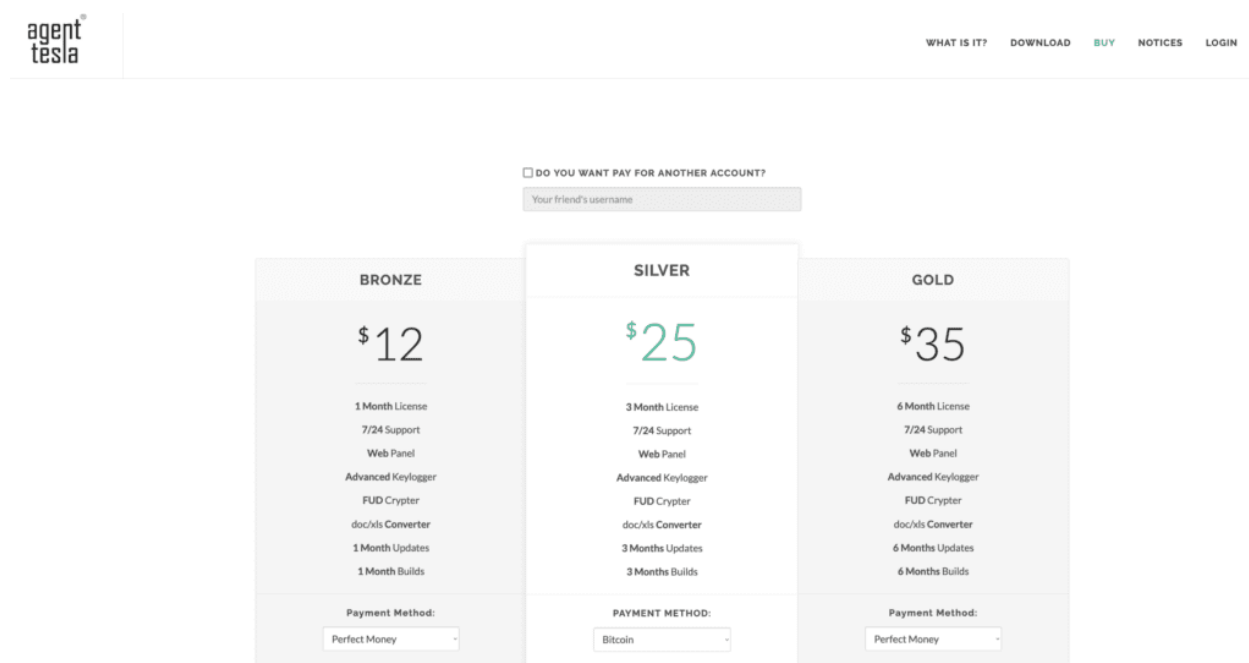 agent
tesla
WHAT IS IT? DOWNLOAD BUY NOTICES LOGIN
DO YOU WANT PAY FOR ANOTHER ACCOUNT?
Your friend's username
BRONZE
$12
1 Month License
7/24 Support
Web Panel
Advanced Keylogger
FUD Crypter
doc/xls Converter
1 Month Updates
1 Month Builds
Payment Method:
Perfect Money
SILVER
$25
3 Month License
7/24 Support
Web Panel
Advanced Keylogger
FUD Crypter
doc/xls Converter
3 Months Updates
3 Months Builds
PAYMENT METHOD:
Bitcoin
GOLD
$35
6 Month License
7/24 Support
Web Panel
Advanced Keylogger
FUD Crypter
doc/xls Converter
6 Months Updates
6 Months Builds
Payment Method:
Perfect Money